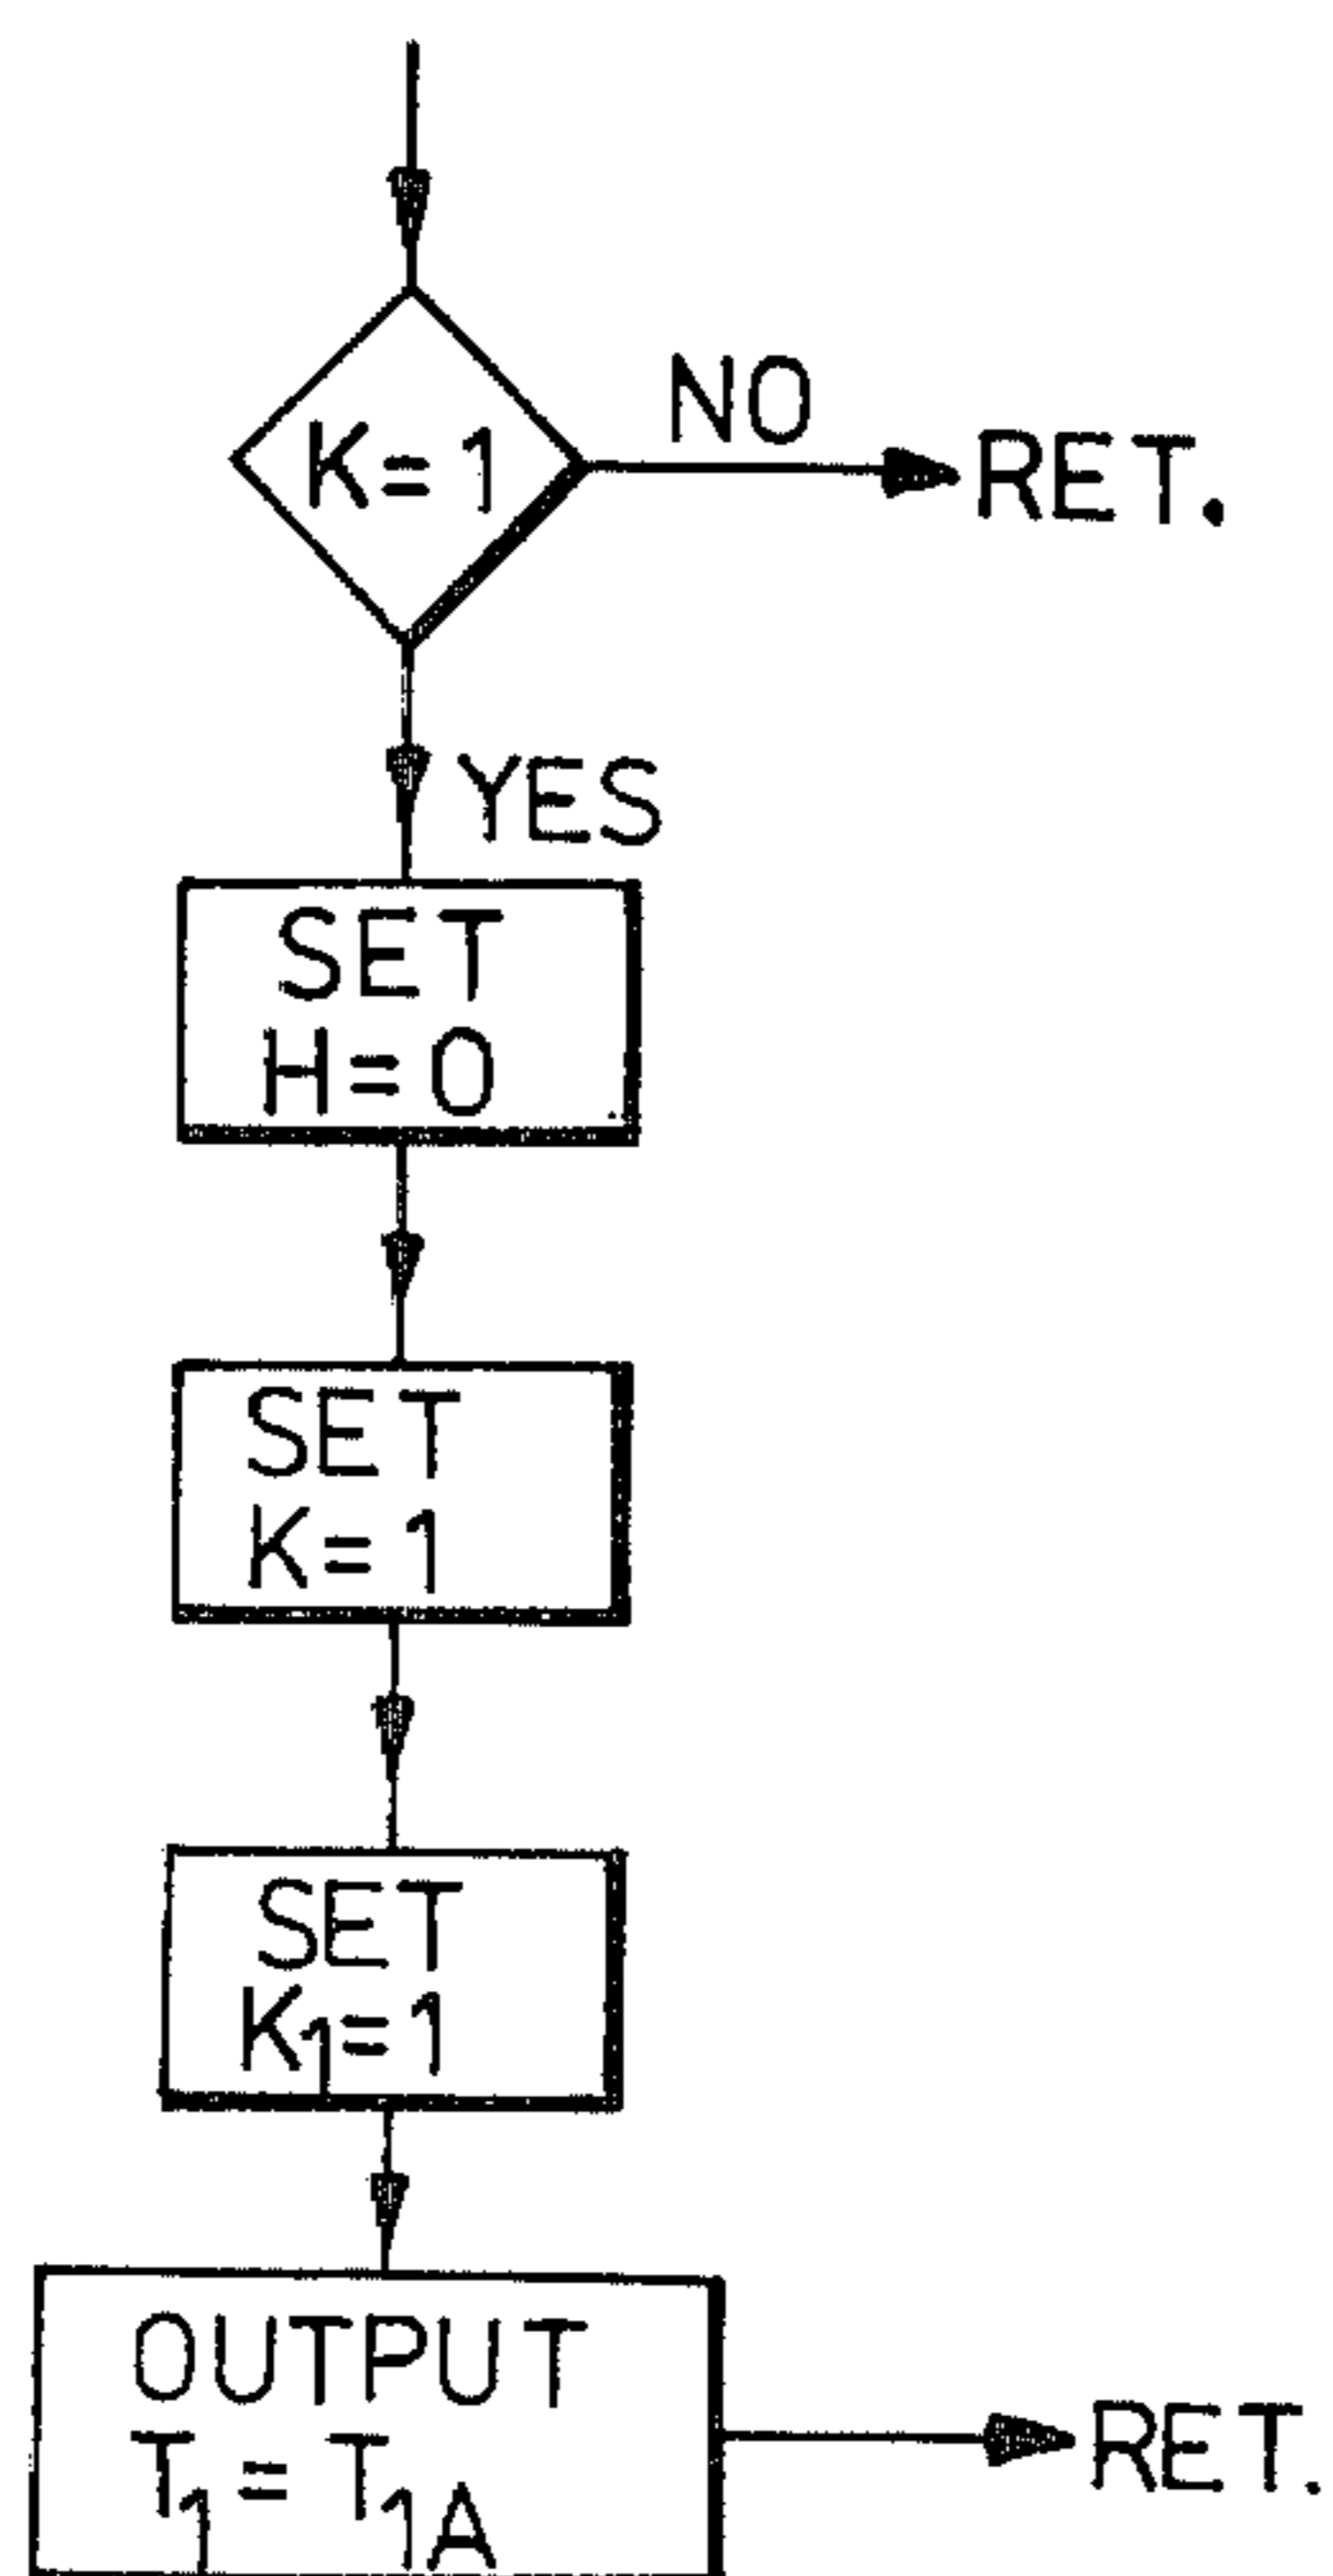 K=1
NO
RET.
YES
SET
H=0
SET
K=1
SET
K₁=1
OUTPUT
T₁=T₁A
RET.